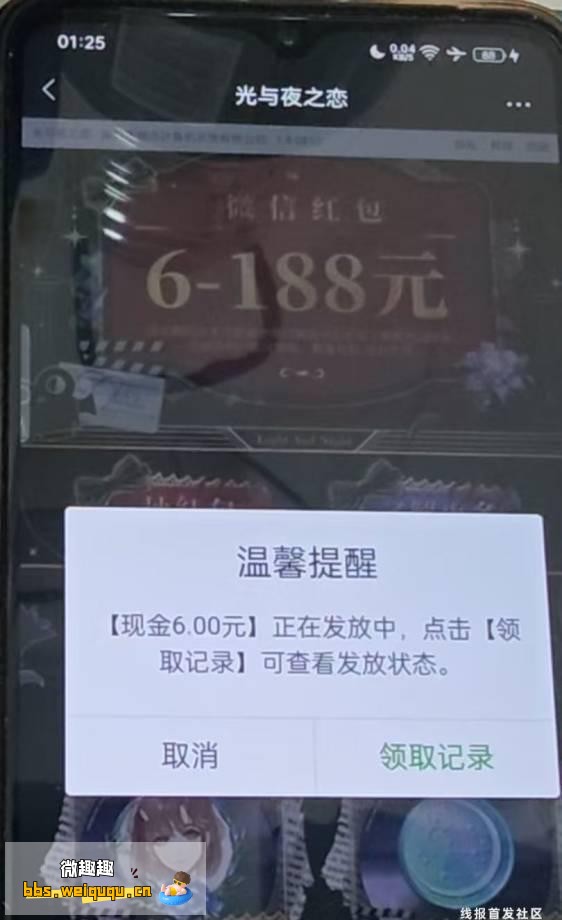 01:25
0.04
KB/S
88
光与夜之恋
微信红包
6-188元
Light And Night
温馨提醒
【现金6.00元】正在发放中，点击【领
取记录】可查看发放状态。
取消
领取记录
微趣趣
bbs.weiququ.cn
线报首发社区